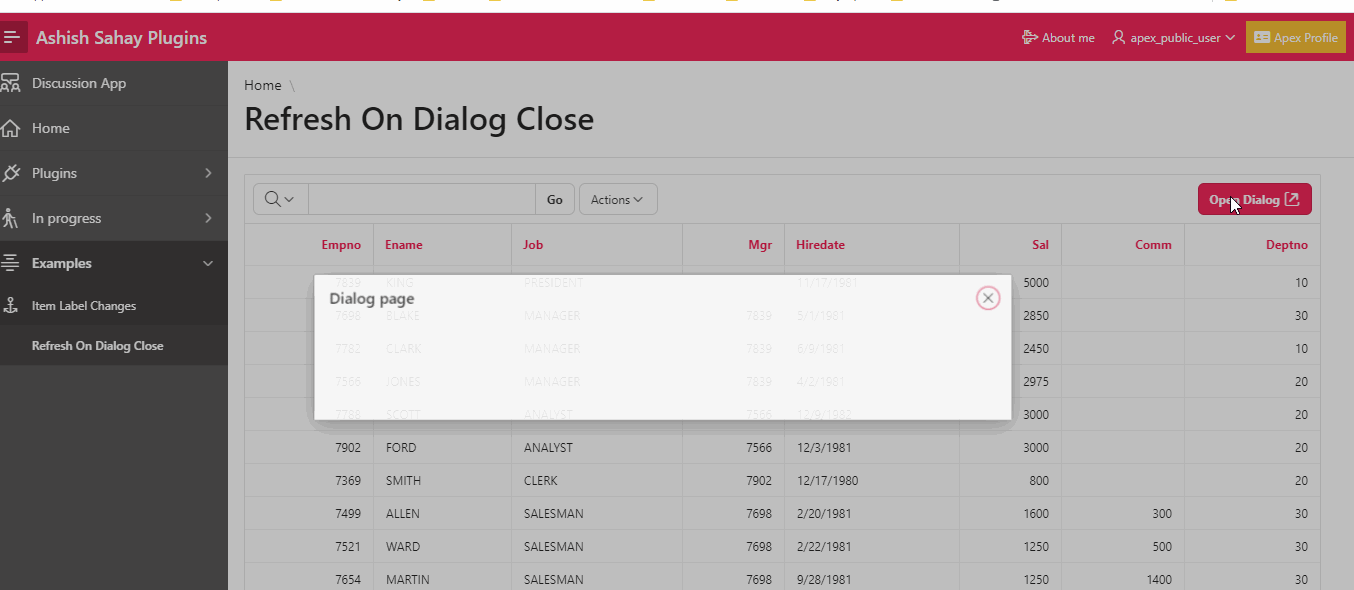 Ashish Sahay Plugins
About me
apex_public_user
Apex Profile
Discussion App
Home
Plugins
In progress
Examples
Item Label Changes
Refresh On Dialog Close
Home \
Refresh On Dialog Close
Go
Actions
Open Dialog
Empno Ename Job Mgr Hiredate Sal Comm Deptno
7839 KING PRESIDENT 11/17/1981 5000 10
Dialog page
7698 BLAKE MANAGER 7839 5/1/1981 2850 30
7782 CLARK MANAGER 7839 6/9/1981 2450 10
7566 JONES MANAGER 7839 4/2/1981 2975 20
7788 SCOTT ANALYST 7566 12/9/1982 3000 20
7902 FORD ANALYST 7566 12/3/1981 3000 20
7369 SMITH CLERK 7902 12/17/1980 800 20
7499 ALLEN SALESMAN 7698 2/20/1981 1600 300 30
7521 WARD SALESMAN 7698 2/22/1981 1250 500 30
7654 MARTIN SALESMAN 7698 9/28/1981 1250 1400 30